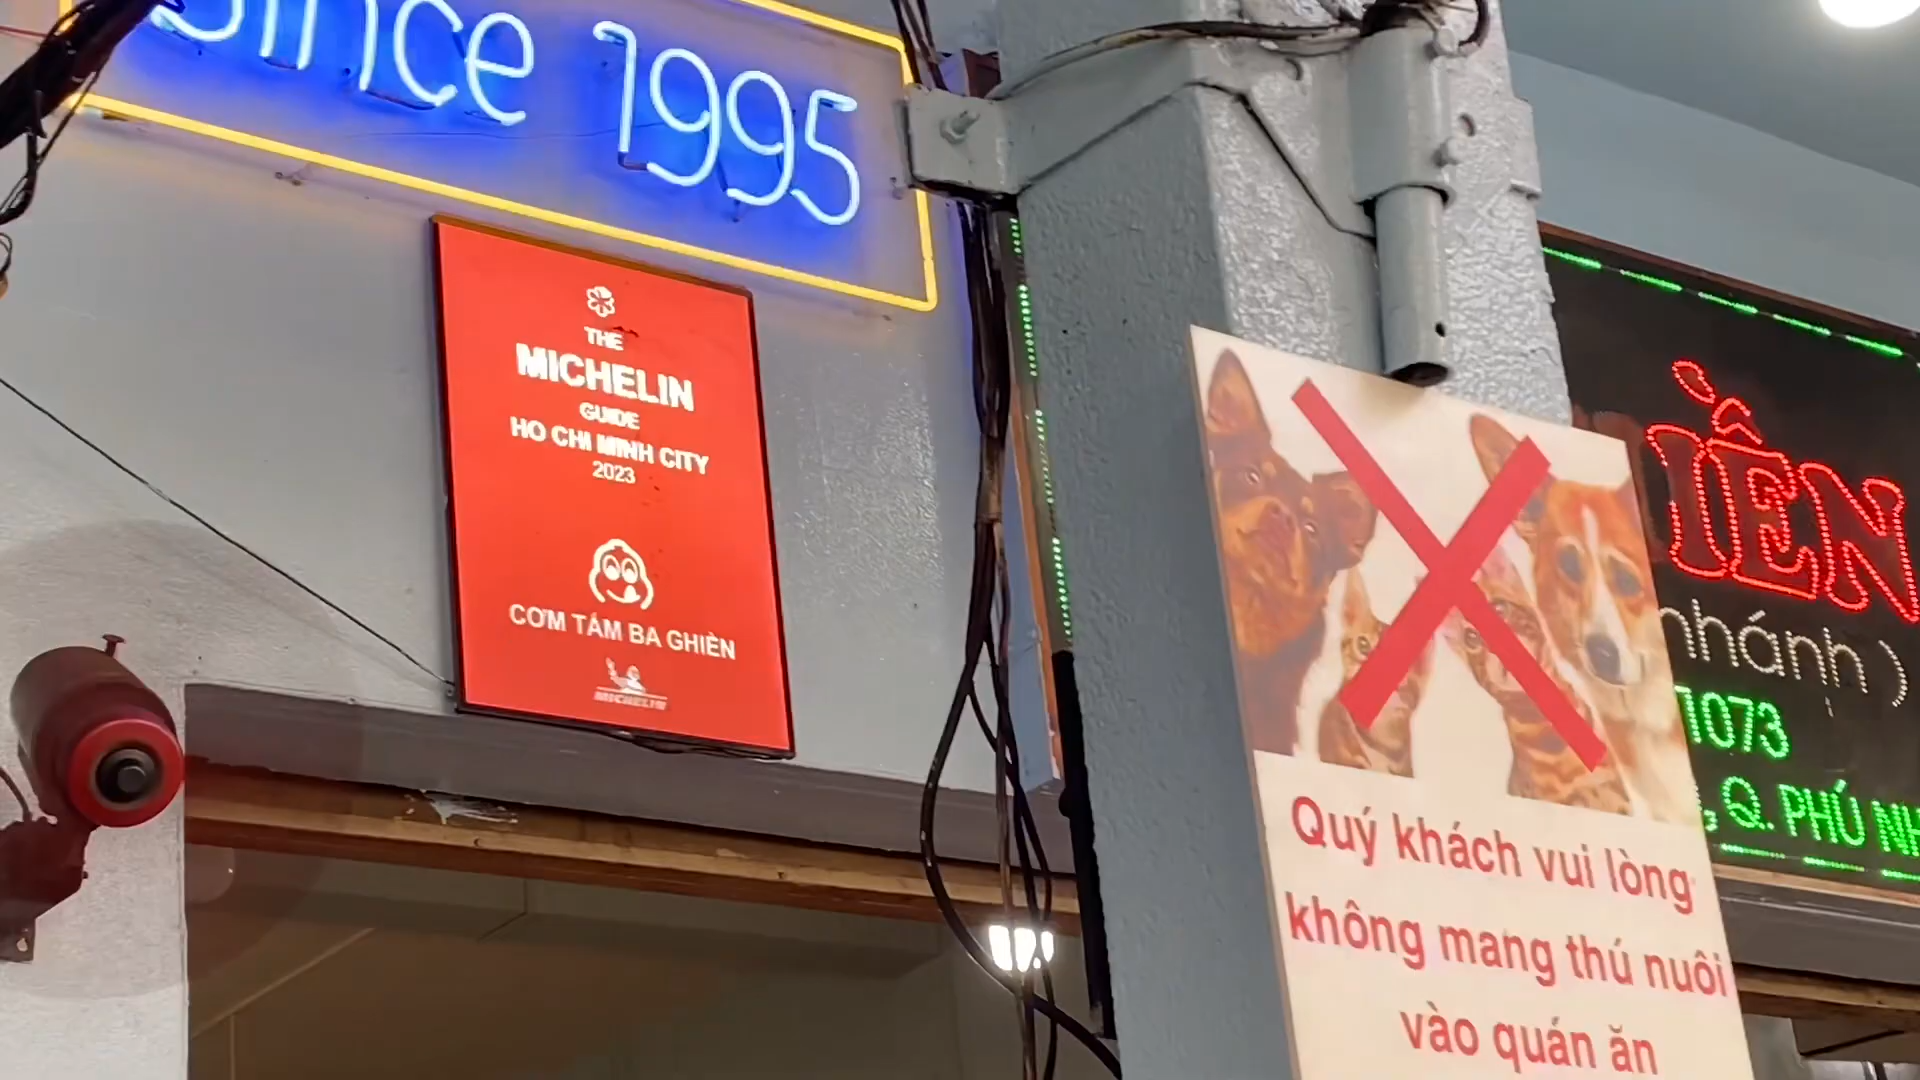 Since 1995
THE
MICHELIN
GUIDE
HO CHI MINH CITY
2023
CƠM TẤM BA GHIỀN
MICHELIN
Quý khách vui lòng
không mang thú nuôi
vào quán ăn
IỀN
nhánh )
1073
, Q. PHÚ NH